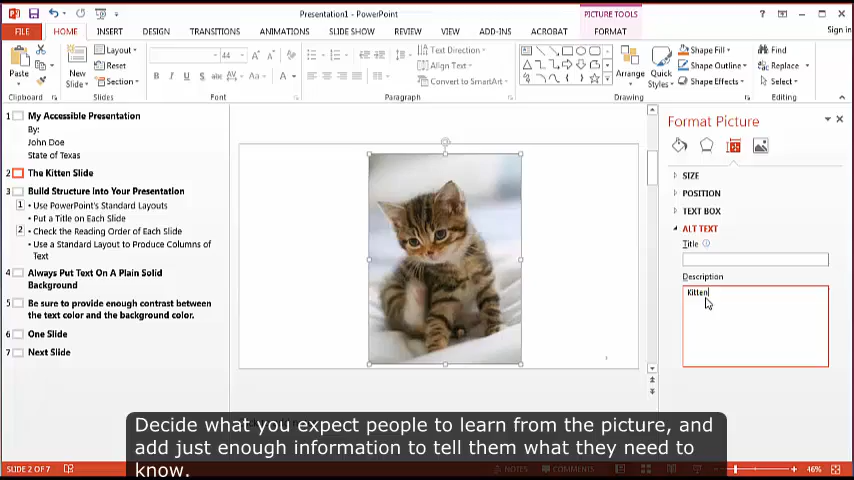 Presentation1 - PowerPoint
PICTURE TOOLS
Sign in
FILE HOME INSERT DESIGN TRANSITIONS ANIMATIONS SLIDE SHOW REVIEW VIEW ADD-INS ACROBAT FORMAT
Paste
New
Slide
Layout
Reset
Section
44
Text Direction
Align Text
Convert to SmartArt
Arrange
Quick
Styles
Shape Fill
Shape Outline
Shape Effects
Find
Replace
Select
Clipboard Slides Font Paragraph Drawing Editing
1 My Accessible Presentation
By:
John Doe
State of Texas
2 The Kitten Slide
3 Build Structure Into Your Presentation
1 • Use PowerPoint's Standard Layouts
• Put a Title on Each Slide
2 • Check the Reading Order of Each Slide
• Use a Standard Layout to Produce Columns of
Text
4 Always Put Text On A Plain Solid
Background
5 Be sure to provide enough contrast between
the text color and the background color.
6 One Slide
7 Next Slide
Format Picture
SIZE
POSITION
TEXT BOX
ALT TEXT
Title
Description
Kitten
Decide what you expect people to learn from the picture, and
add just enough information to tell them what they need to
know.
SLIDE 2 OF 7
NOTES
COMMENTS
46%